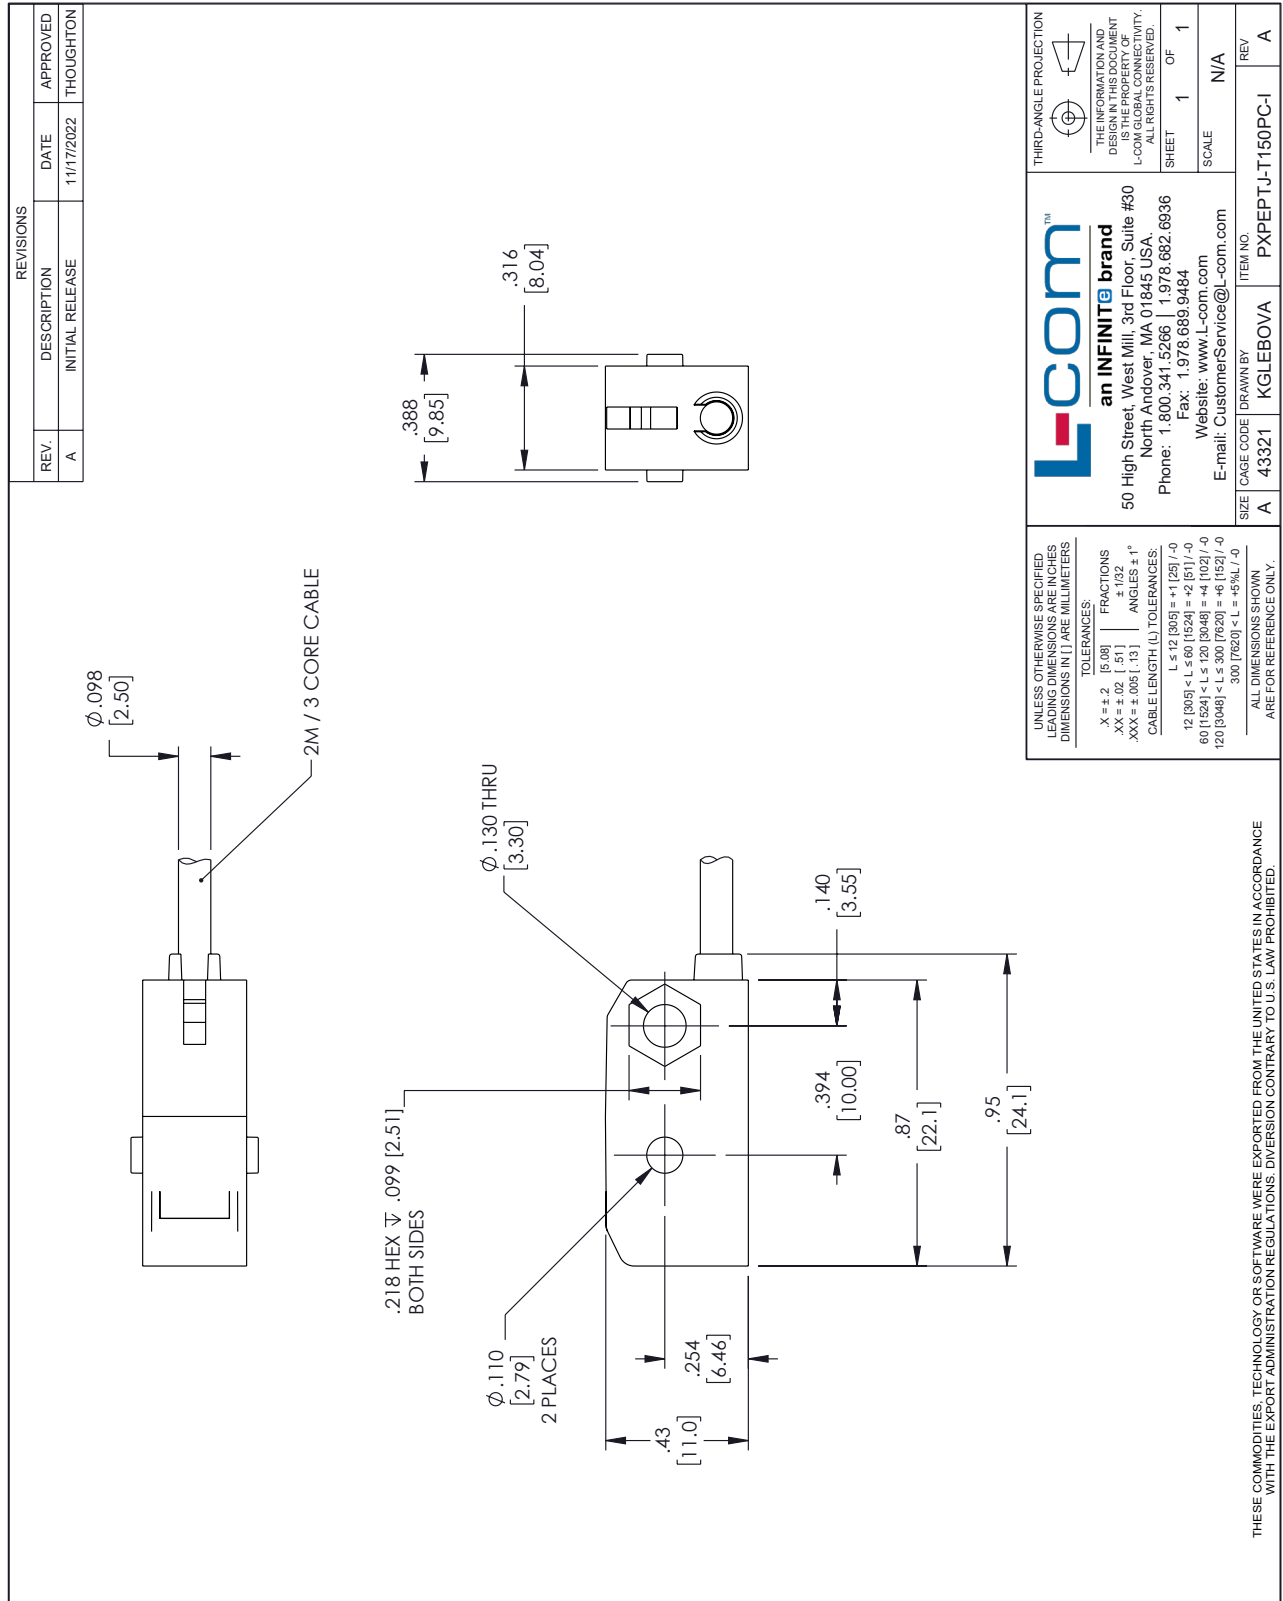 REVISIONS
REV. DESCRIPTION DATE APPROVED
A INITIAL RELEASE 11/17/2022 THOUGHTON
Ø.098
[2.50]
2M / 3 CORE CABLE
.388
[9.85]
.316
[8.04]
.218 HEX ↧ .099 [2.51]
BOTH SIDES
Ø.130 THRU
[3.30]
Ø.110
[2.79]
2 PLACES
.43
[11.0]
.254
[6.46]
.394
[10.00]
.140
[3.55]
.87
[22.1]
.95
[24.1]
UNLESS OTHERWISE SPECIFIED
LEADING DIMENSIONS ARE INCHES
DIMENSIONS IN [ ] ARE MILLIMETERS
TOLERANCES:
.X = ± .2 [5.08] FRACTIONS
.XX = ± .02 [ .51 ] ± 1/32
.XXX = ± .005 [ .13 ] ANGLES ± 1°
CABLE LENGTH (L) TOLERANCES:
L ≤ 12 [305] = +1 [25] / -0
12 [305] < L ≤ 60 [1524] = +2 [51] / -0
60 [1524] < L ≤ 120 [3048] = +4 [102] / -0
120 [3048] < L ≤ 300 [7620] = +6 [152] / -0
300 [7620] < L = +5%L / -0
ALL DIMENSIONS SHOWN
ARE FOR REFERENCE ONLY.
L-com™
an INFINITe brand
50 High Street, West Mill, 3rd Floor, Suite #30
North Andover, MA 01845 USA.
Phone: 1.800.341.5266 | 1.978.682.6936
Fax: 1.978.689.9484
Website: www.L-com.com
E-mail: CustomerService@L-com.com
THIRD-ANGLE PROJECTION
THE INFORMATION AND
DESIGN IN THIS DOCUMENT
IS THE PROPERTY OF
L-COM GLOBAL CONNECTIVITY.
ALL RIGHTS RESERVED.
SHEET 1 OF 1
SCALE N/A
SIZE CAGE CODE DRAWN BY ITEM NO. REV
A 43321 KGLEBOVA PXPEPTJ-T150PC-I A
THESE COMMODITIES, TECHNOLOGY OR SOFTWARE WERE EXPORTED FROM THE UNITED STATES IN ACCORDANCE
WITH THE EXPORT ADMINISTRATION REGULATIONS. DIVERSION CONTRARY TO U.S. LAW PROHIBITED.